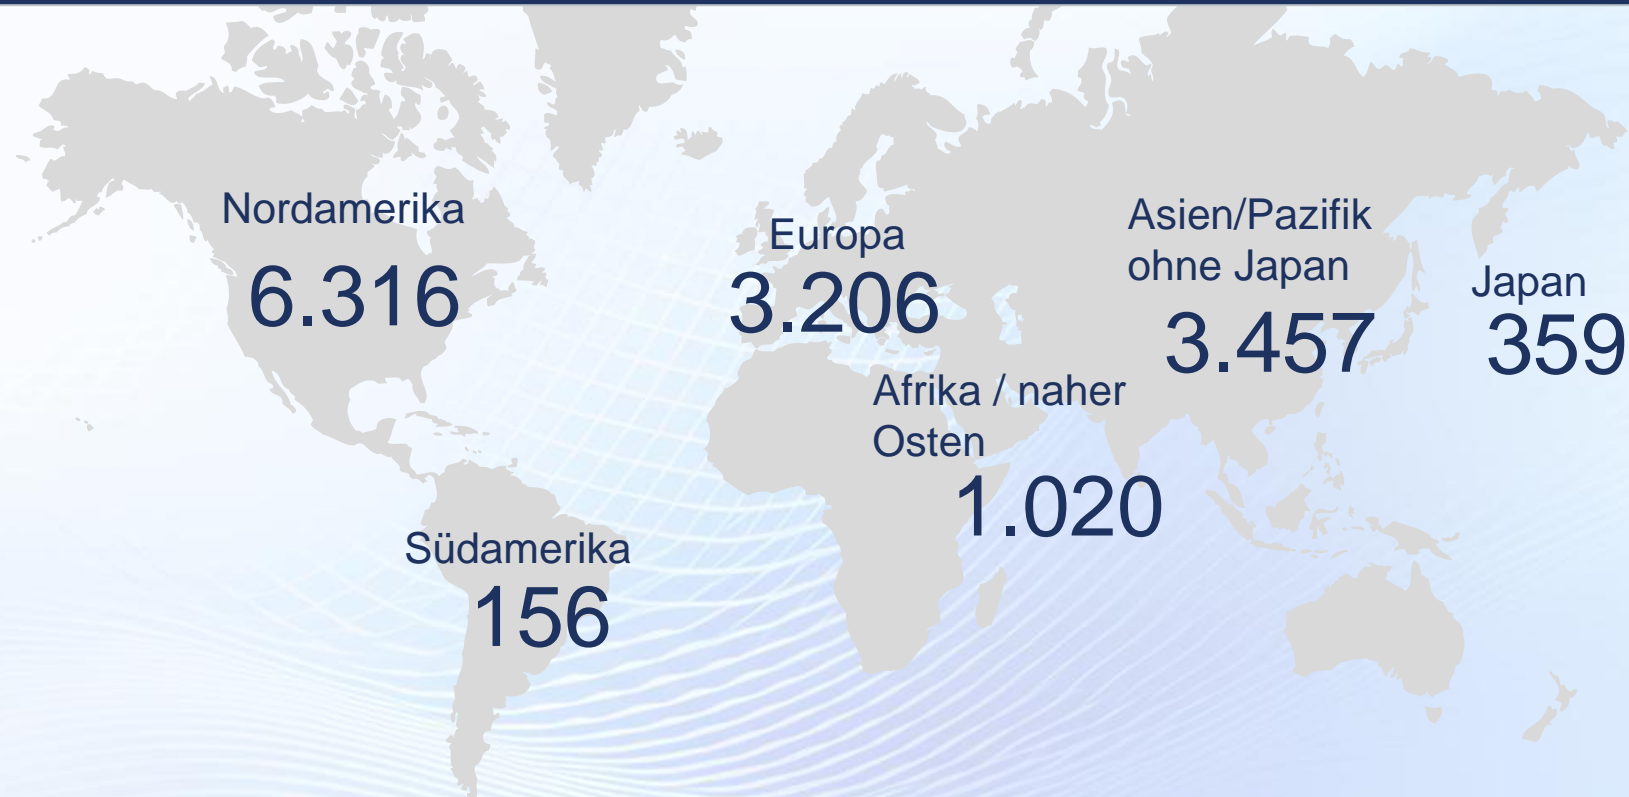 Nordamerika
6.316
Europa
3.206
Asien/Pazifik
ohne Japan
3.457
Japan
359
Afrika / naher
Osten
1.020
Südamerika
156